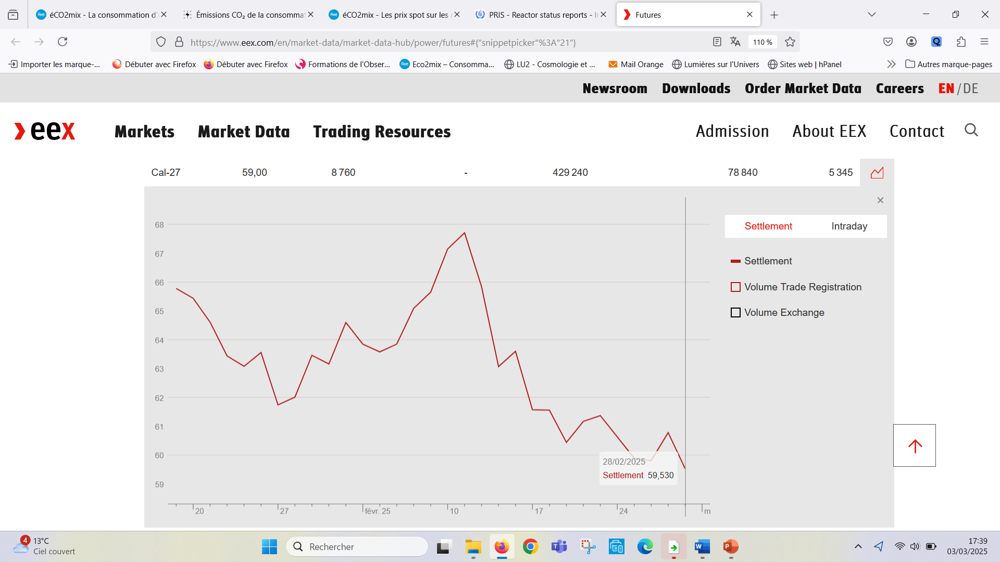 éCO2mix - La consommation d'
Émissions CO₂ de la consommat
éCO2mix - Les prix spot sur les
PRIS - Reactor status reports - I
Futures
https://www.eex.com/en/market-data/market-data-hub/power/futures#{"snippetpicker"%3A"21"}
110 %
Importer les marque-...
Débuter avec Firefox
Débuter avec Firefox
Formations de l'Obser...
Eco2mix – Consomma...
LU2 - Cosmologie et ...
Mail Orange
Lumières sur l'Univers
Sites web | hPanel
Autres marque-pages
Newsroom Downloads Order Market Data Careers EN / DE
eex
Markets Market Data Trading Resources
Admission About EEX Contact
Cal-27 59,00 8 760 - 429 240 78 840 5 345
Settlement Intraday
Settlement
Volume Trade Registration
Volume Exchange
68
67
66
65
64
63
62
61
60
59
28/02/2025
Settlement 59,530
20 27 févr. 25 10 17 24 m
4
13°C
Ciel couvert
Rechercher
17:39
03/03/2025